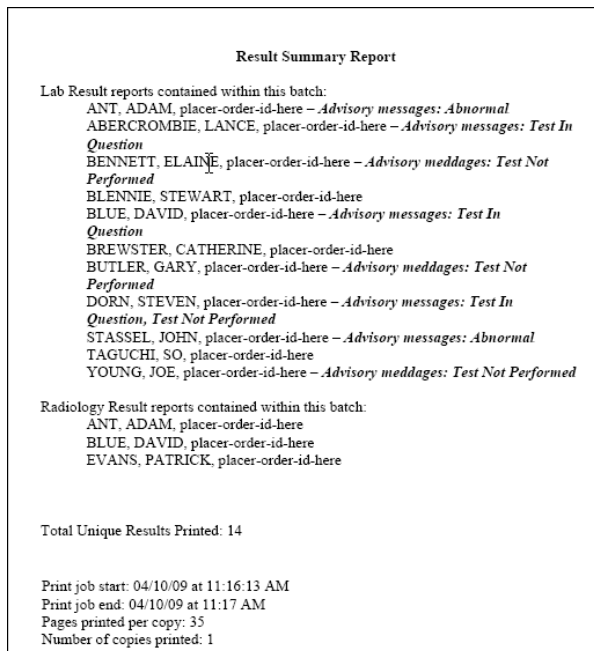 Result Summary Report
Lab Result reports contained within this batch:
ANT, ADAM, placer-order-id-here – Advisory messages: Abnormal
ABERCROMBIE, LANCE, placer-order-id-here – Advisory messages: Test In
Question
BENNETT, ELAINE, placer-order-id-here – Advisory meddages: Test Not
Performed
BLENNIE, STEWART, placer-order-id-here
BLUE, DAVID, placer-order-id-here – Advisory messages: Test In
Question
BREWSTER, CATHERINE, placer-order-id-here
BUTLER, GARY, placer-order-id-here – Advisory meddages: Test Not
Performed
DORN, STEVEN, placer-order-id-here – Advisory messages: Test In
Question, Test Not Performed
STASSEL, JOHN, placer-order-id-here – Advisory messages: Abnormal
TAGUCHI, SO, placer-order-id-here
YOUNG, JOE, placer-order-id-here – Advisory meddages: Test Not Performed
Radiology Result reports contained within this batch:
ANT, ADAM, placer-order-id-here
BLUE, DAVID, placer-order-id-here
EVANS, PATRICK, placer-order-id-here
Total Unique Results Printed: 14
Print job start: 04/10/09 at 11:16:13 AM
Print job end: 04/10/09 at 11:17 AM
Pages printed per copy: 35
Number of copies printed: 1